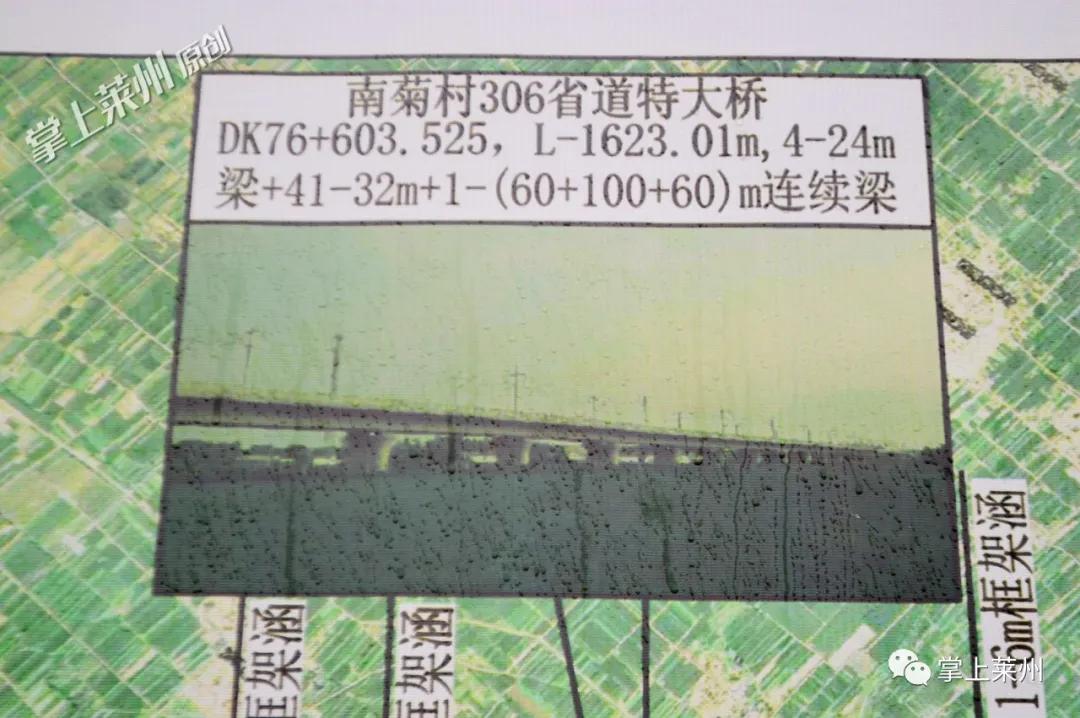 掌上莱州 原创
南菊村306省道特大桥
DK76+603.525, L-1623.01m,4-24m
梁+41-32m+1-(60+100+60)m连续梁
框架涵
框架涵
框架涵
掌上莱州